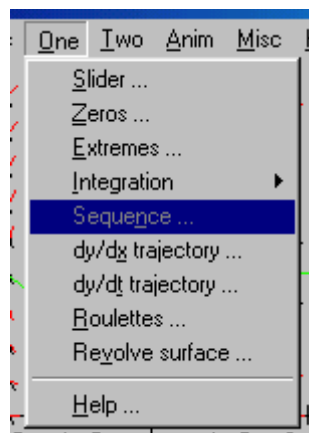 One Two Anim Misc
Slider ...
Zeros ...
Extremes ...
Integration
Sequence ...
dy/dx trajectory ...
dy/dt trajectory ...
Roulettes ...
Revolve surface ...
Help ...